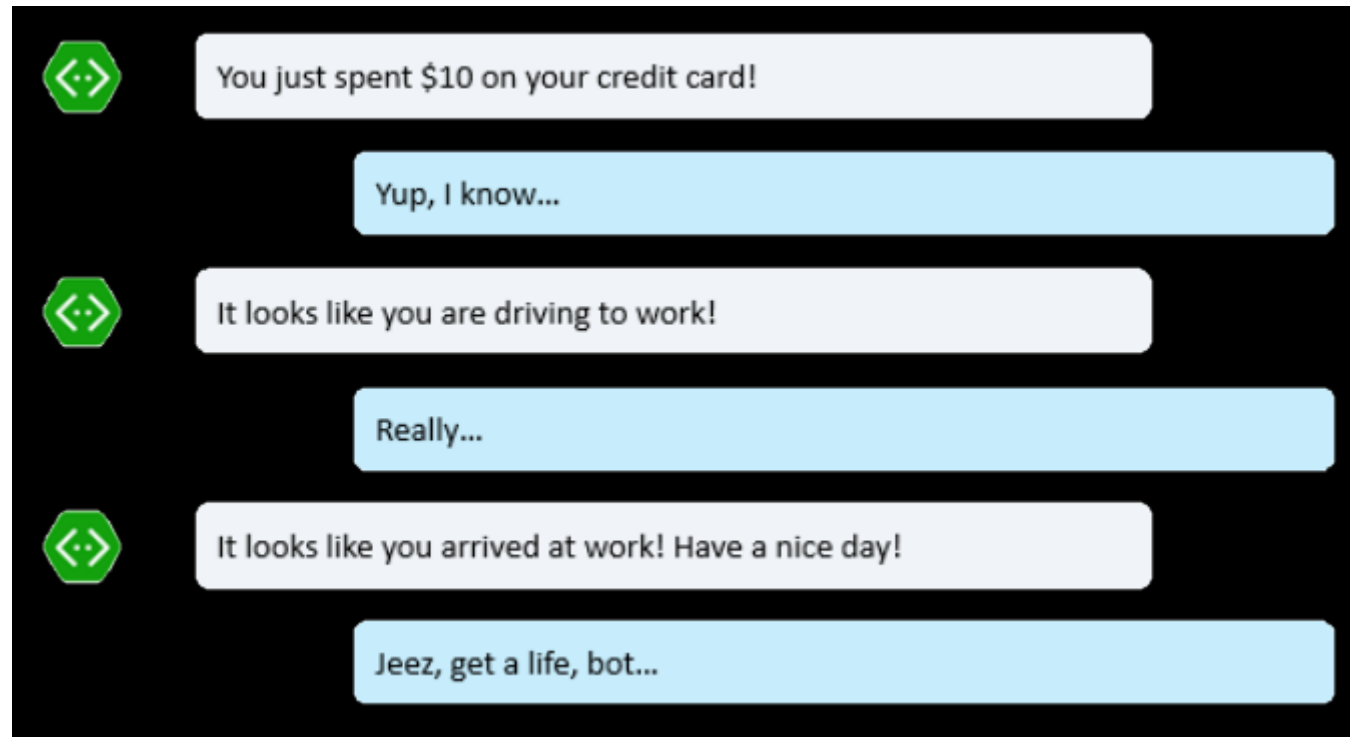 You just spent $10 on your credit card!
Yup, I know...
It looks like you are driving to work!
Really...
It looks like you arrived at work! Have a nice day!
Jeez, get a life, bot...